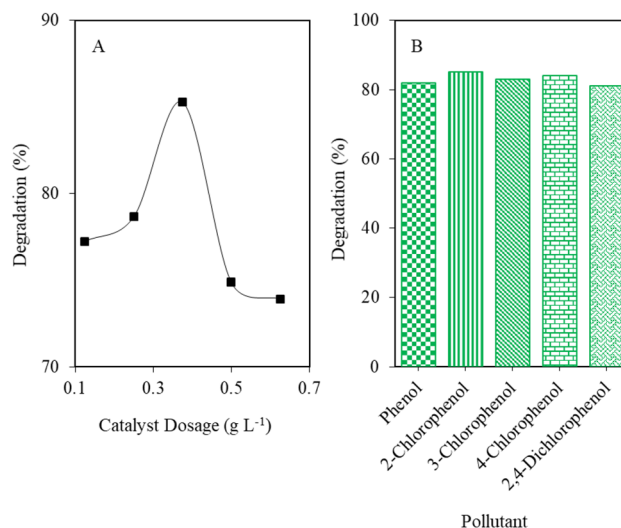 A
90
80
70
Degradation (%)
0.1 0.3 0.5 0.7
Catalyst Dosage (g L⁻¹)
B
100
80
60
40
20
0
Degradation (%)
Phenol
2-Chlorophenol
3-Chlorophenol
4-Chlorophenol
2,4-Dichlorophenol
Pollutant